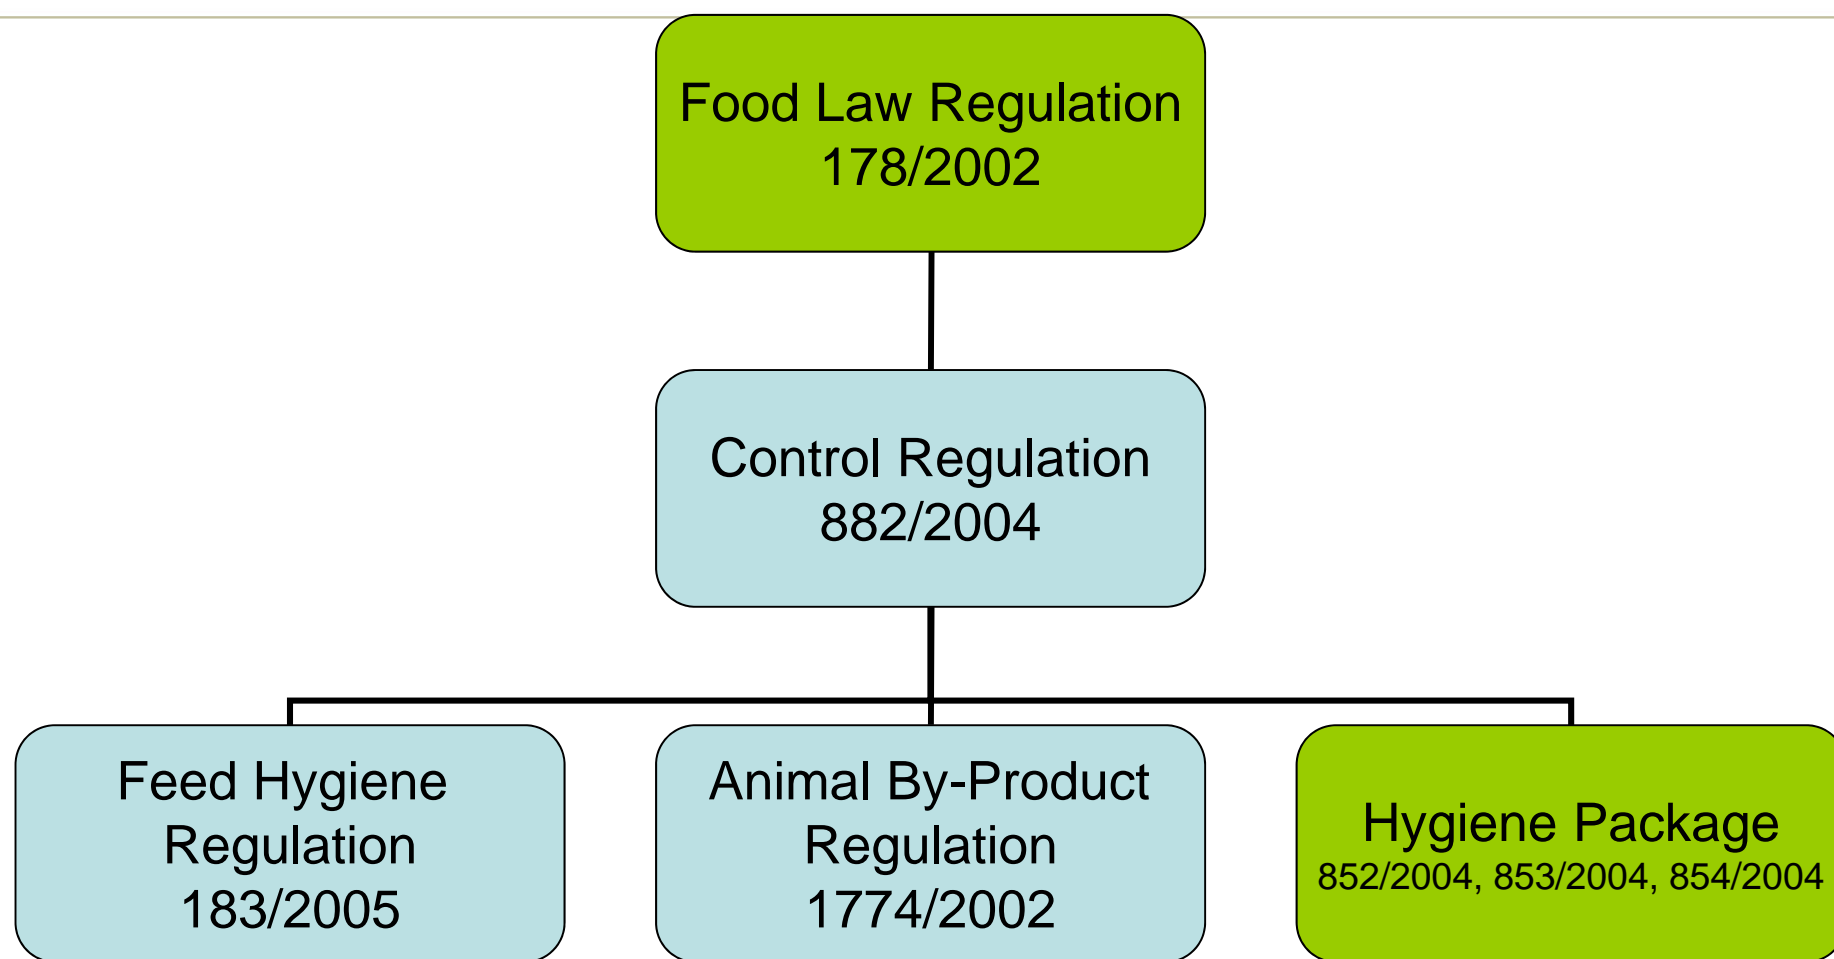 Food Law Regulation
178/2002
Control Regulation
882/2004
Feed Hygiene
Regulation
183/2005
Animal By-Product
Regulation
1774/2002
Hygiene Package
852/2004, 853/2004, 854/2004